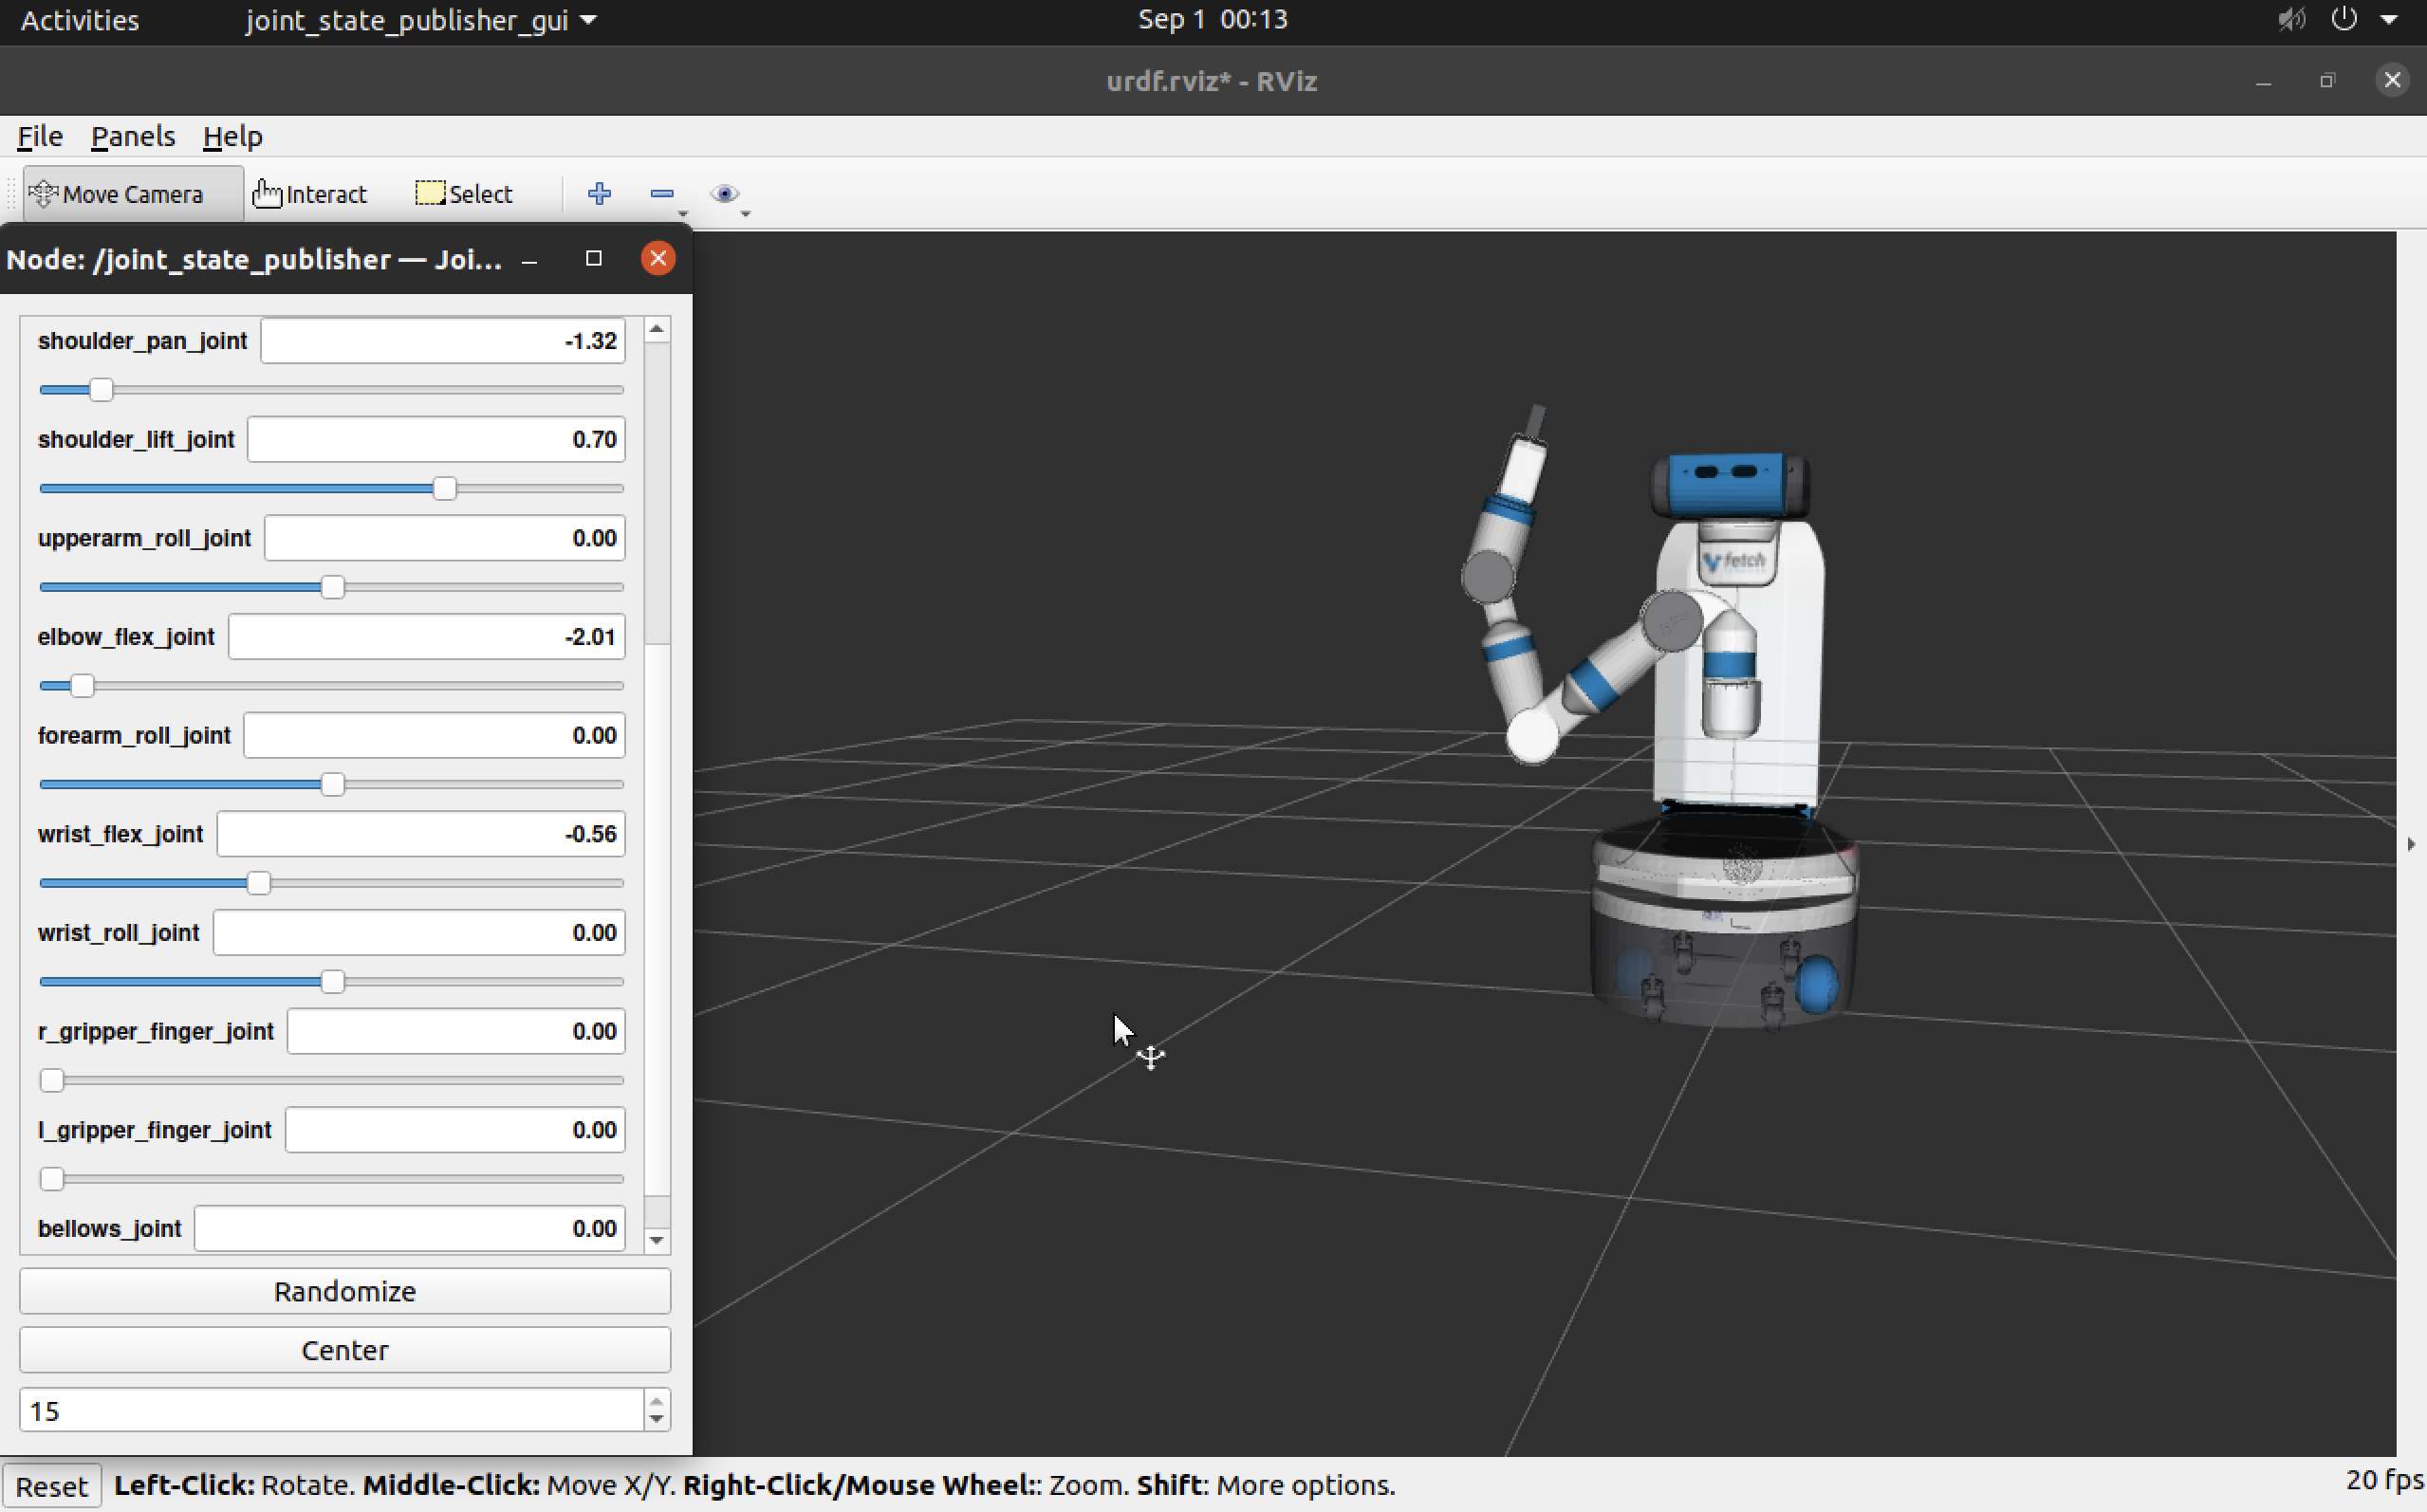 Activities joint_state_publisher_gui Sep 1 00:13
urdf.rviz* - RViz
File Panels Help
Move Camera Interact Select
Node: /joint_state_publisher — Joi...
shoulder_pan_joint -1.32
shoulder_lift_joint 0.70
upperarm_roll_joint 0.00
elbow_flex_joint -2.01
forearm_roll_joint 0.00
wrist_flex_joint -0.56
wrist_roll_joint 0.00
r_gripper_finger_joint 0.00
l_gripper_finger_joint 0.00
bellows_joint 0.00
Randomize
Center
15
fetch
Reset Left-Click: Rotate. Middle-Click: Move X/Y. Right-Click/Mouse Wheel:: Zoom. Shift: More options. 20 fps